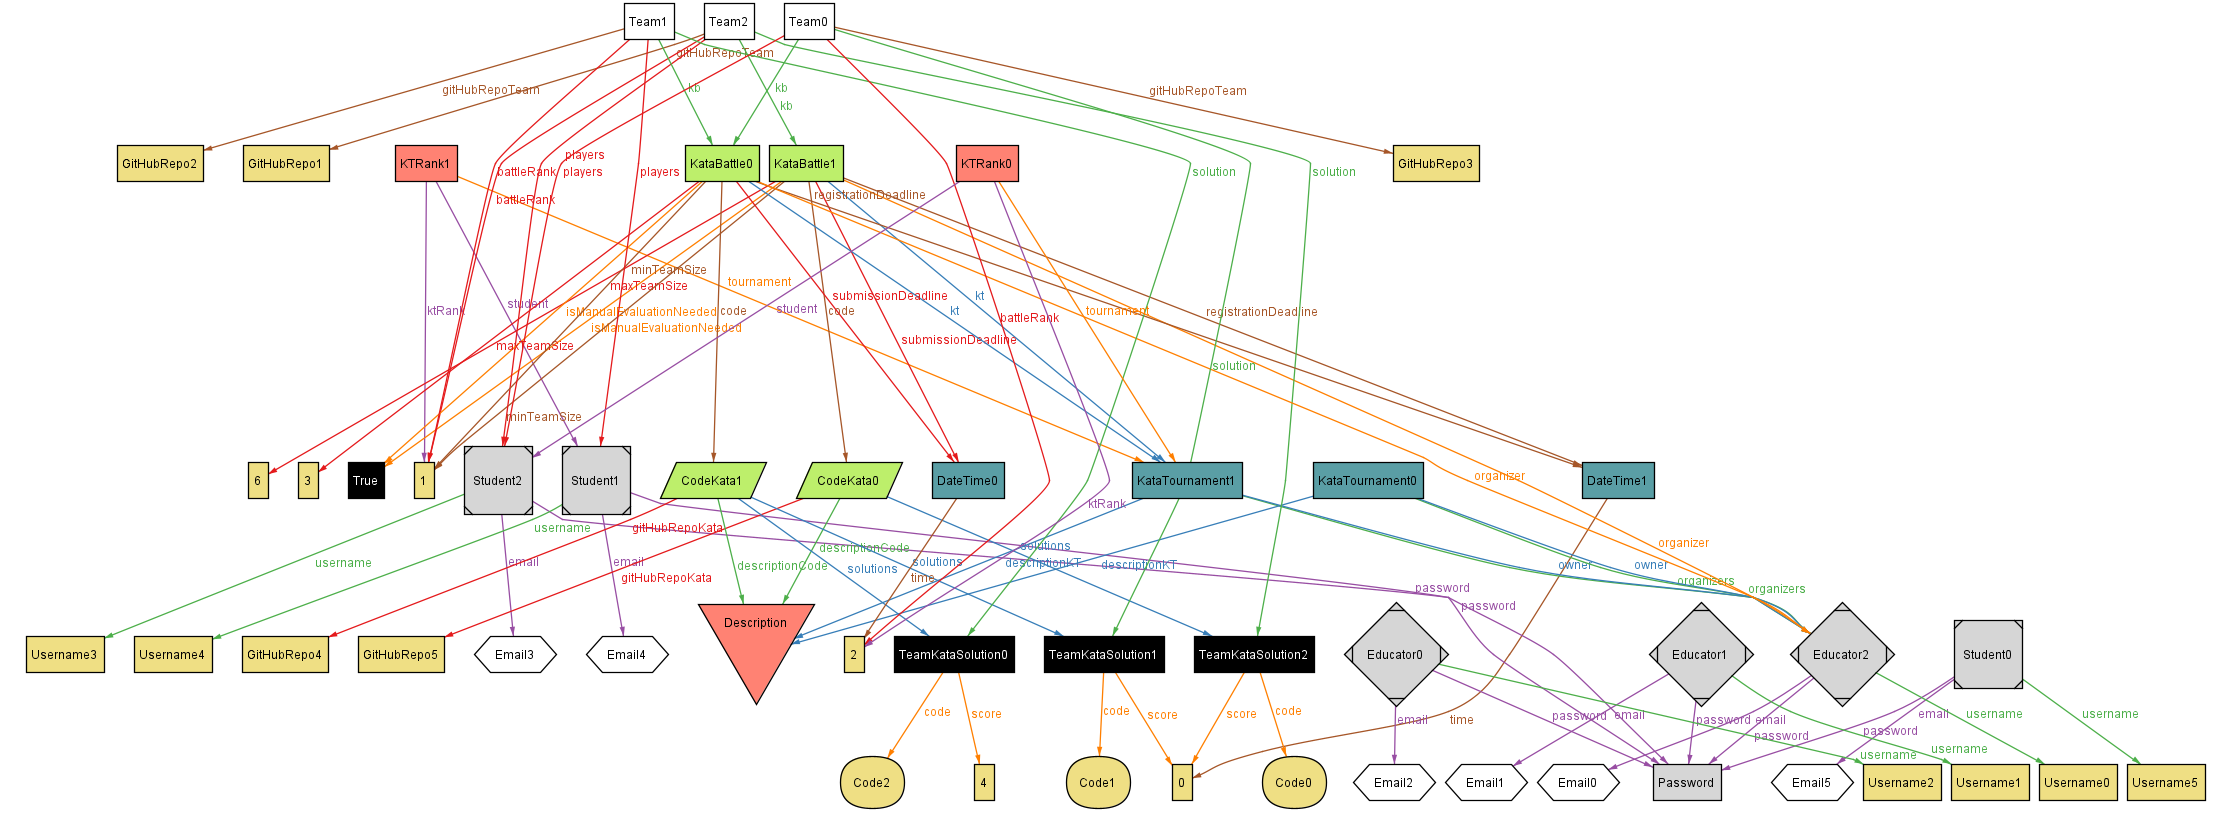 Team1
Team2
Team0
gitHubRepoTeam
gitHubRepoTeam
kb
kb
gitHubRepoTeam
kb
GitHubRepo2
GitHubRepo1
KTRank1
players
KataBattle0
KataBattle1
KTRank0
GitHubRepo3
battleRank
players
players
solution
solution
battleRank
registrationDeadline
minTeamSize
maxTeamSize
tournament
submissionDeadline
kt
student
ktRank
isManualEvaluationNeeded
code
code
student
kt
battleRank
tournament
registrationDeadline
isManualEvaluationNeeded
maxTeamSize
submissionDeadline
solution
minTeamSize
6
3
True
1
Student2
Student1
CodeKata1
CodeKata0
DateTime0
KataTournament1
KataTournament0
DateTime1
organizer
ktRank
username
gitHubRepoKata
username
email
email
descriptionCode
solutions
organizer
gitHubRepoKata
descriptionCode
solutions
solutions
time
descriptionKT
descriptionKT
owner
owner
organizers
organizers
password
password
Username3
Username4
GitHubRepo4
GitHubRepo5
Email3
Email4
Description
2
TeamKataSolution0
TeamKataSolution1
TeamKataSolution2
Educator0
Educator1
Educator2
Student0
code
score
code
score
score
code
email
time
password
email
password
email
password
username
username
password
email
username
username
Code2
4
Code1
0
Code0
Email2
Email1
Email0
Password
Email5
Username2
Username1
Username0
Username5